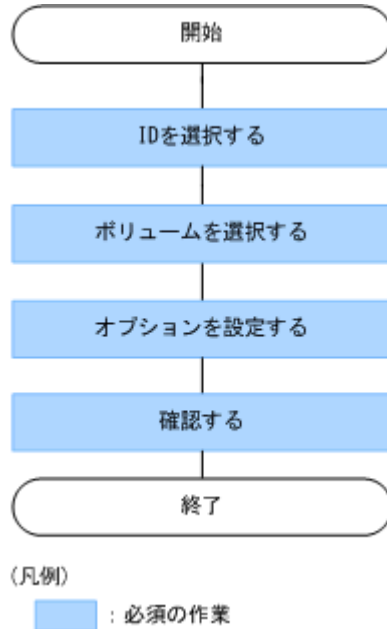 開始
IDを選択する
ボリュームを選択する
オプションを設定する
確認する
終了
(凡例)
：必須の作業